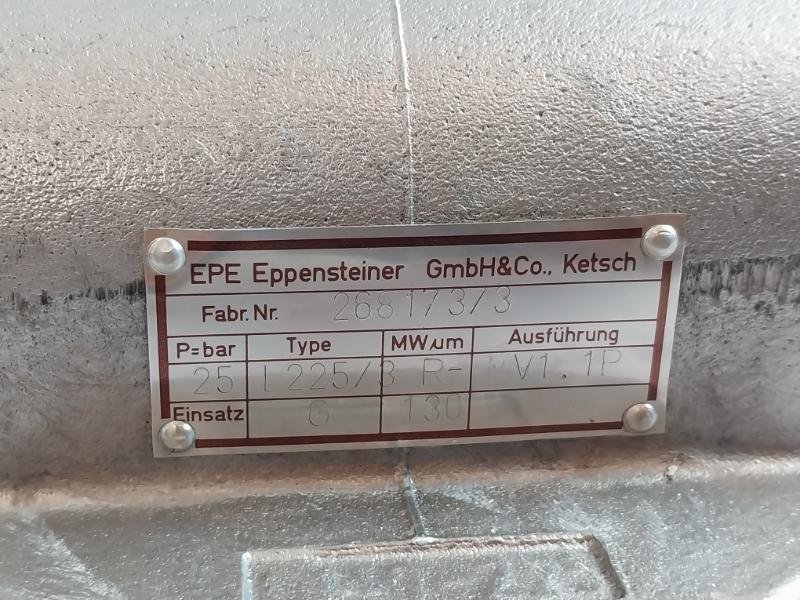 EPE Eppensteiner GmbH&Co., Ketsch
Fabr.Nr. 268173/3
P=bar Type MWµm Ausführung
25 L225/3 R- MV1.1P
Einsatz G 130